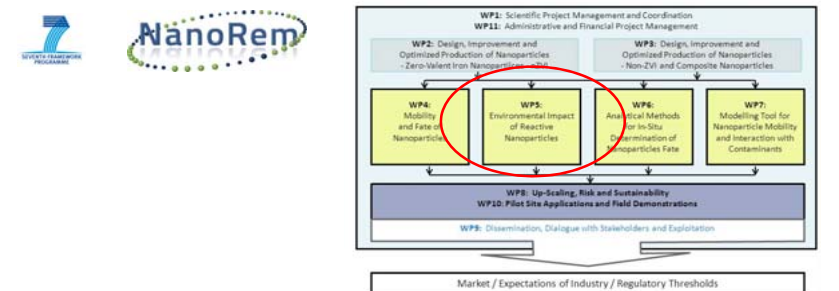 SEVENTH FRAMEWORK
PROGRAMME
NanoRem
WP1: Scientific Project Management and Coordination
WP11: Administrative and Financial Project Management
WP2: Design, Improvement and
Optimized Production of Nanoparticles
- Zero-Valent Iron Nanoparticles - nZVI
WP3: Design, Improvement and
Optimized Production of Nanoparticles
- Non-ZVI and Composite Nanoparticles
WP4:
Mobility
and Fate of
Nanoparticles
WP5:
Environmental Impact
of Reactive
Nanoparticles
WP6:
Analytical Methods
for In-Situ
Determination of
Nanoparticles Fate
WP7:
Modelling Tool for
Nanoparticle Mobility
and Interaction with
Contaminants
WP8: Up-Scaling, Risk and Sustainability
WP10: Pilot Site Applications and Field Demonstrations
WP9: Dissemination, Dialogue with Stakeholders and Exploitation
Market / Expectations of Industry / Regulatory Thresholds